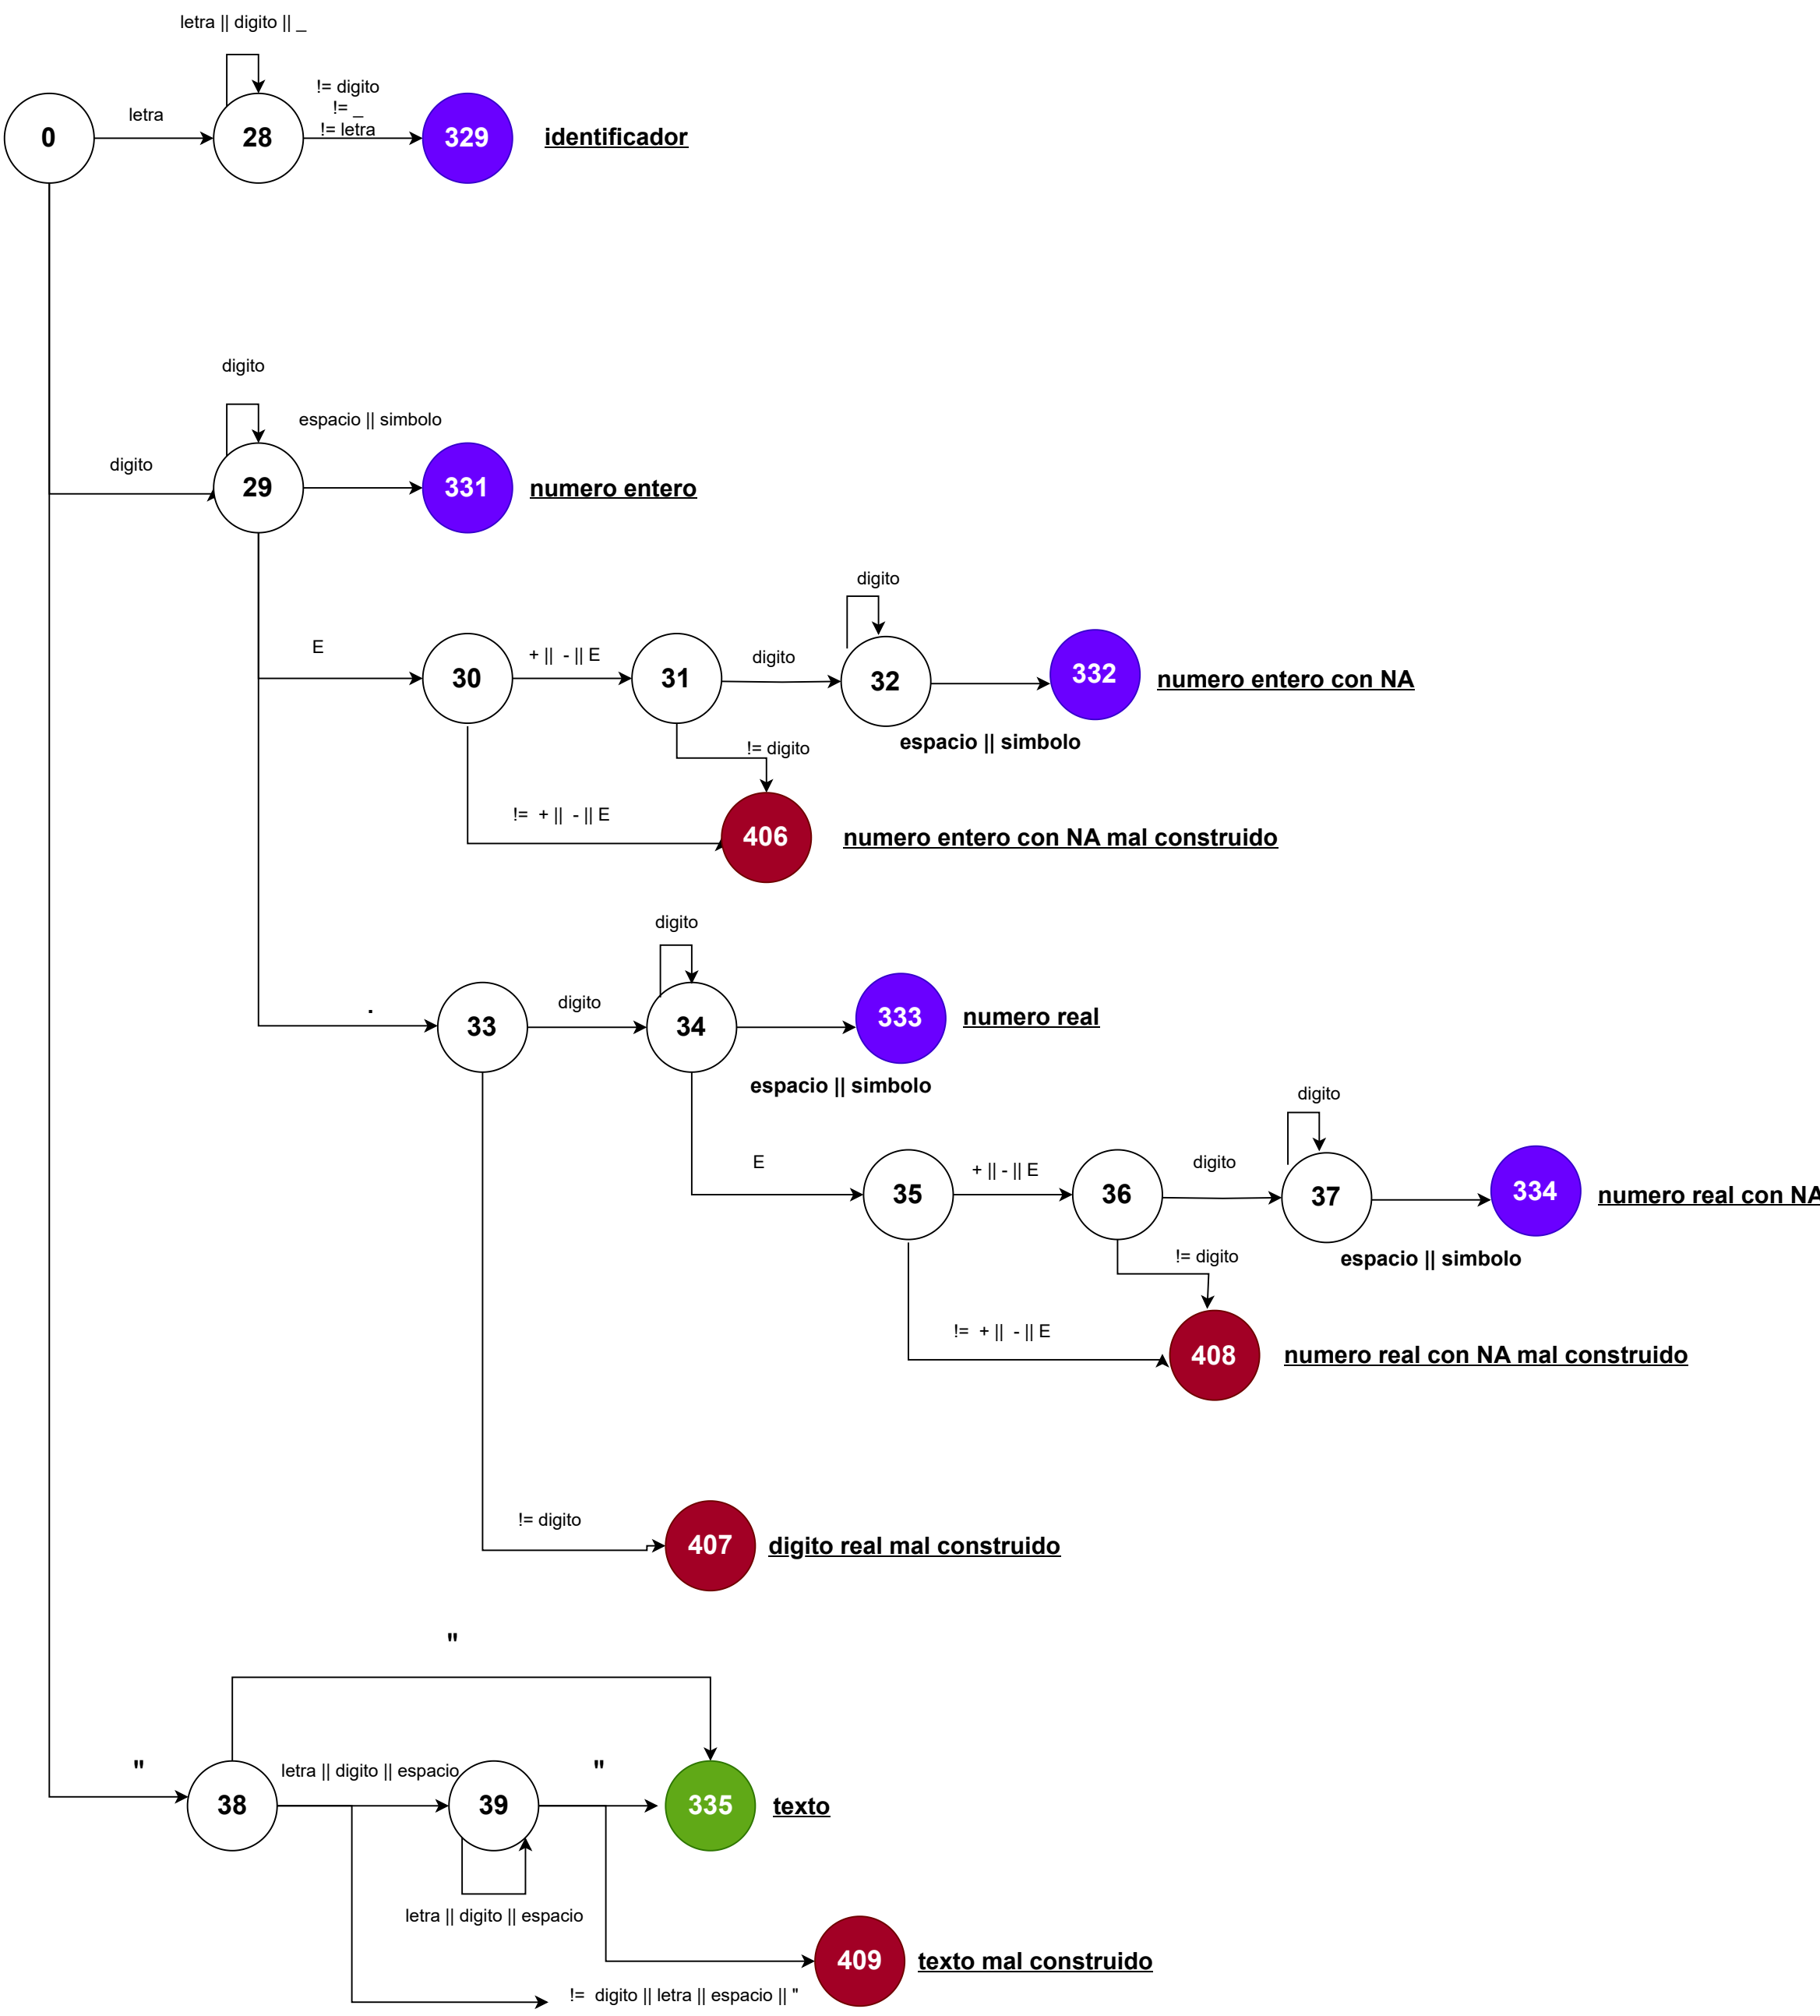 letra || digito || _
!= digito
!= _
!= letra
letra
0
28
329
identificador
digito
espacio || simbolo
digito
29
331
numero entero
digito
E
+ ||  - || E
digito
30
31
32
332
numero entero con NA
espacio || simbolo
!= digito
!=  + ||  - || E
406
numero entero con NA mal construido
digito
.
digito
33
34
333
numero real
espacio || simbolo
digito
E
+ || - || E
digito
35
36
37
334
numero real con NA
espacio || simbolo
!= digito
!=  + ||  - || E
408
numero real con NA mal construido
!= digito
407
digito real mal construido
"
"
letra || digito || espacio
"
38
39
335
texto
letra || digito || espacio
409
texto mal construido
!=  digito || letra || espacio || "